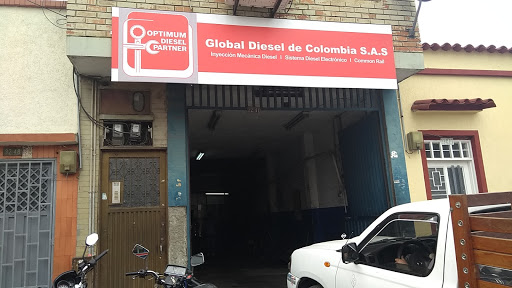 OPTIMUM
DIESEL
PARTNER
Global Diesel de Colombia S.A.S
Inyección Mecánica Diesel I Sistema Diesel Electrónico I Common Rail